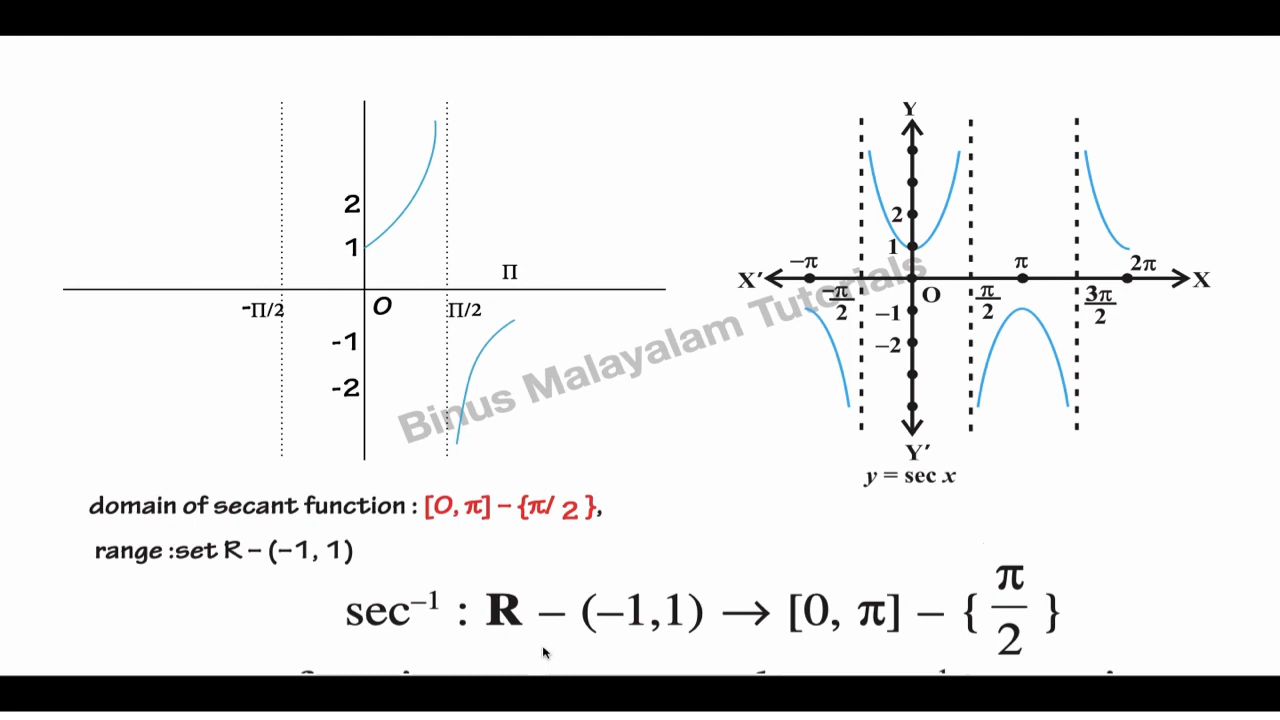 2
1
Π
-Π/2
O
Π/2
-1
-2
Y
2
1
−π
π
2π
X′
X
−π/2
O
π/2
3π/2
−1
−2
Y′
y = sec x
Binus Malayalam Tutorials
domain of secant function : [0, π] – {π/ 2 },
range :set R – (–1, 1)
sec⁻¹ : R – (–1,1) → [0, π] – { π/2 }